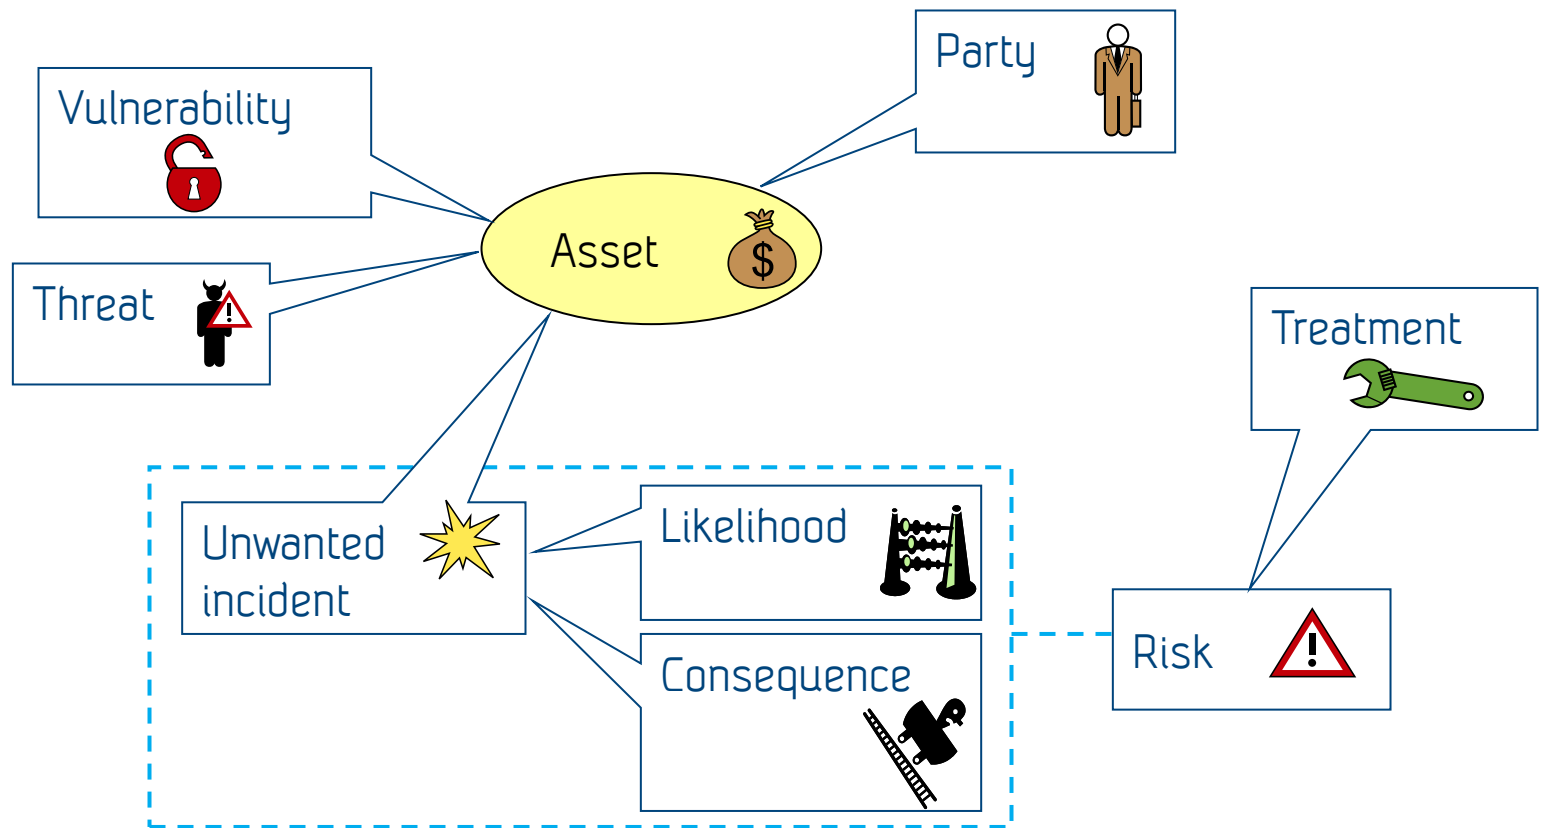 Party
Vulnerability
Asset
$
Threat
!
Treatment
Unwanted
incident
Likelihood
Consequence
Risk
!